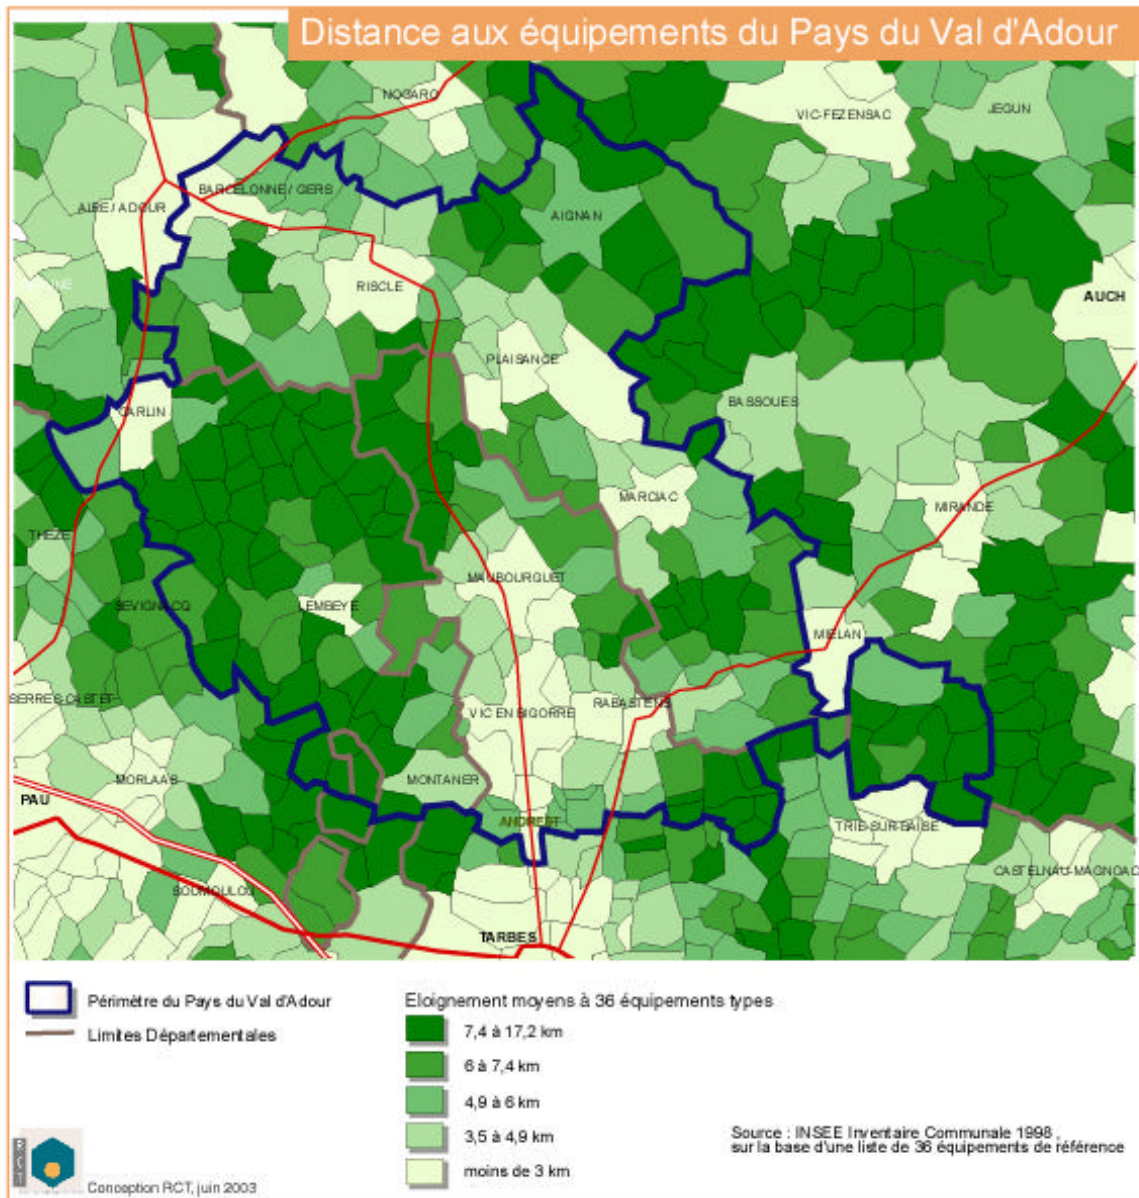 Distance aux équipements du Pays du Val d'Adour
NOGARO
VIC-FEZENSAC
JEGUN
BARCELONNE / GERS
AIRE / ADOUR
AIGNAN
RISCLE
AUCH
PLAISANCE
BASSOUES
GARLIN
MARCIAC
MIRANDE
THEZE
MAUBOURGUET
SEVIGNACQ
LEMBEYE
MIELAN
SERRES-CASTET
VIC EN BIGORRE
RABASTENS
MORLAAS
MONTANER
PAU
ANDREST
TRIE-SUR-BAISE
CASTELNAU-MAGNOAC
SOUMOULOU
TARBES
Périmètre du Pays du Val d'Adour
Limites Départementales
Eloignement moyens à 36 équipements types
7,4 à 17,2 km
6 à 7,4 km
4,9 à 6 km
3,5 à 4,9 km
moins de 3 km
Source : INSEE Inventaire Communale 1998 ,
sur la base d'une liste de 36 équipements de référence
Conception RCT, juin 2003